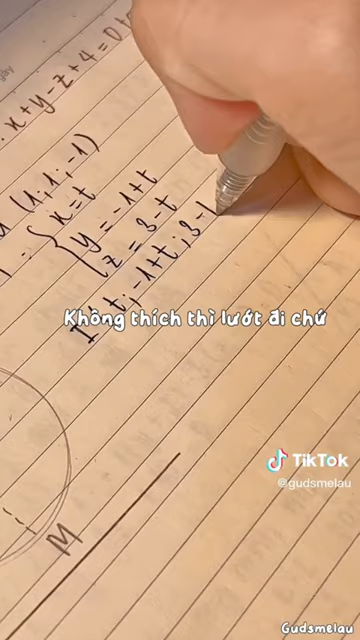 x+y-z+4=0
(1;1;-1)
x=t
y=-1+t
z=3-t
I(t;-1+t;3-
Không thích thì lướt đi chứ
M
TikTok
@gudsmelau
Gudsmelau